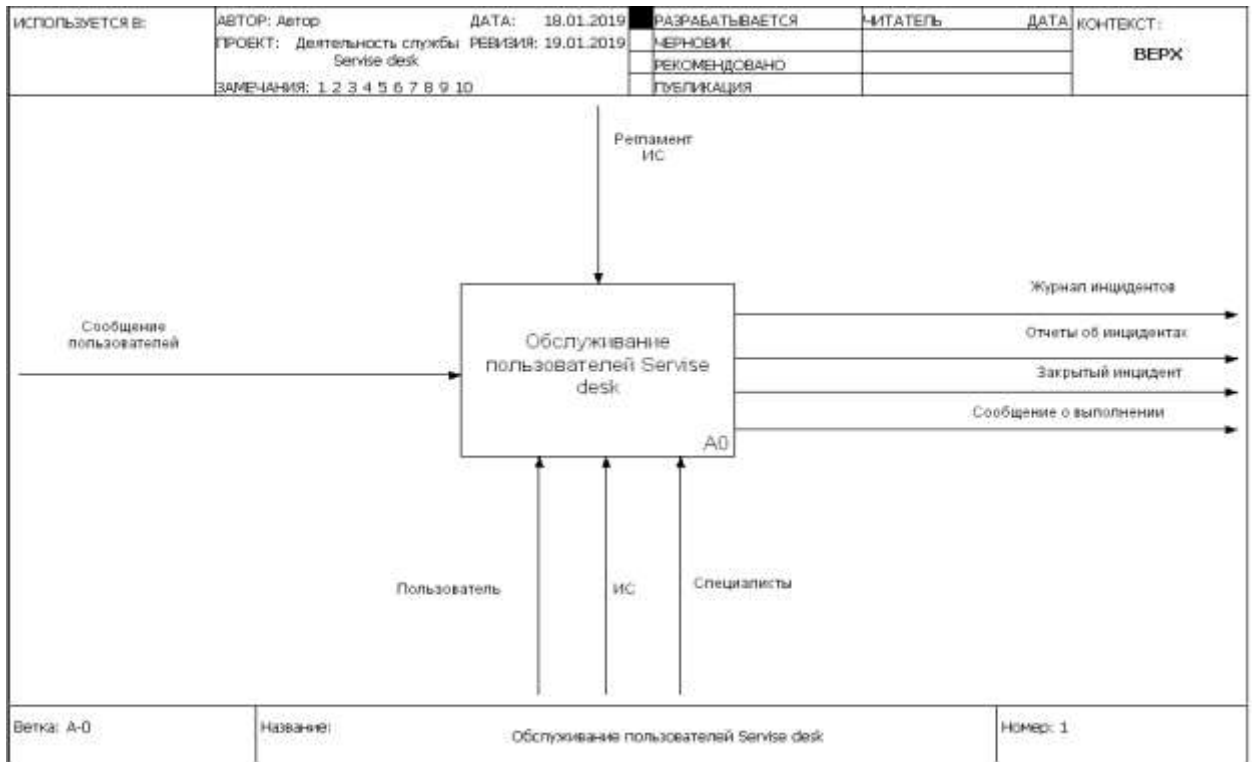 ИСПОЛЬЗУЕТСЯ В:
АВТОР: Автор
ДАТА: 18.01.2019
ПРОЕКТ: Деятельность службы
Servise desk
РЕВИЗИЯ: 19.01.2019
ЗАМЕЧАНИЯ: 1 2 3 4 5 6 7 8 9 10
РАЗРАБАТЫВАЕТСЯ
ЧЕРНОВИК
РЕКОМЕНДОВАНО
ПУБЛИКАЦИЯ
ЧИТАТЕЛЬ
ДАТА
КОНТЕКСТ:
ВЕРХ
Регламент
ИС
Сообщение
пользователей
Обслуживание
пользователей Servise
desk
A0
Журнал инцидентов
Отчеты об инцидентах
Закрытый инцидент
Сообщение о выполнении
Пользователь
ИС
Специалисты
Ветка: A-0
Название:
Обслуживание пользователей Servise desk
Номер: 1